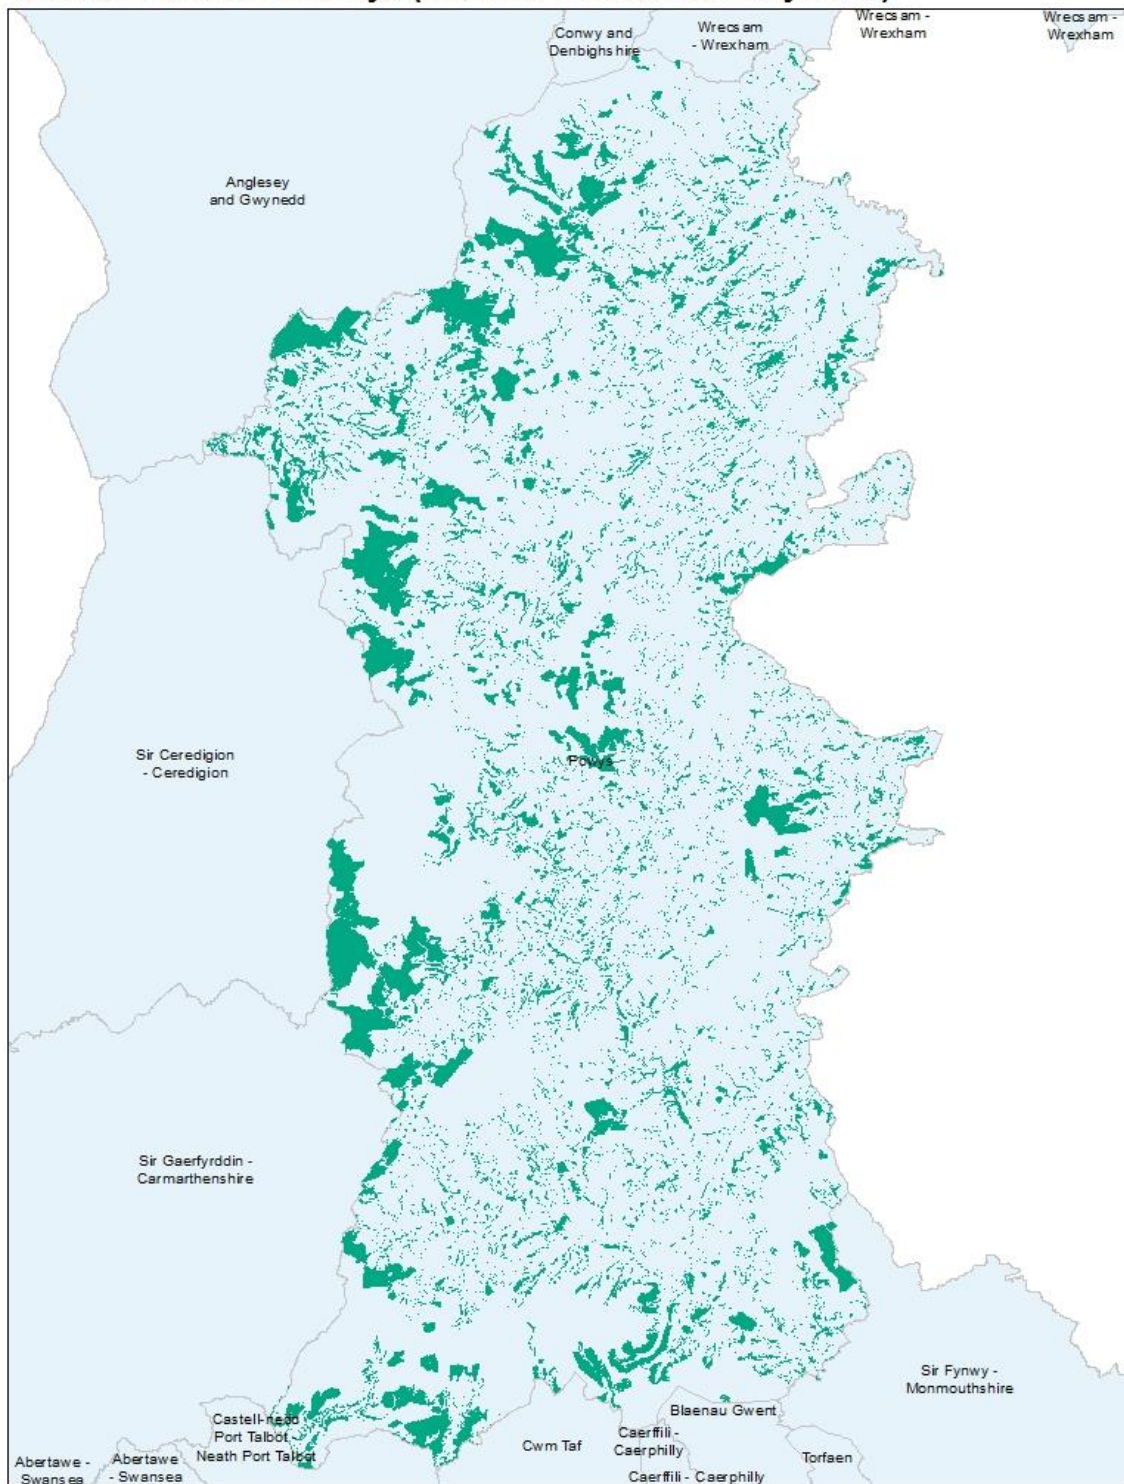 Conwy and
Denbighshire
Wrecsam
- Wrexham
Wrecsam -
Wrexham
Wrecsam -
Wrexham
Anglesey
and Gwynedd
Sir Ceredigion
- Ceredigion
Powys
Sir Gaerfyrddin -
Carmarthenshire
Sir Fynwy -
Monmouthshire
Castell-nedd
Port Talbot -
Neath Port Talbot
Blaenau Gwent
Cwm Taf
Caerffili -
Caerphilly
Torfaen
Abertawe -
Swansea
Abertawe
- Swansea
Caerffili - Caerphilly